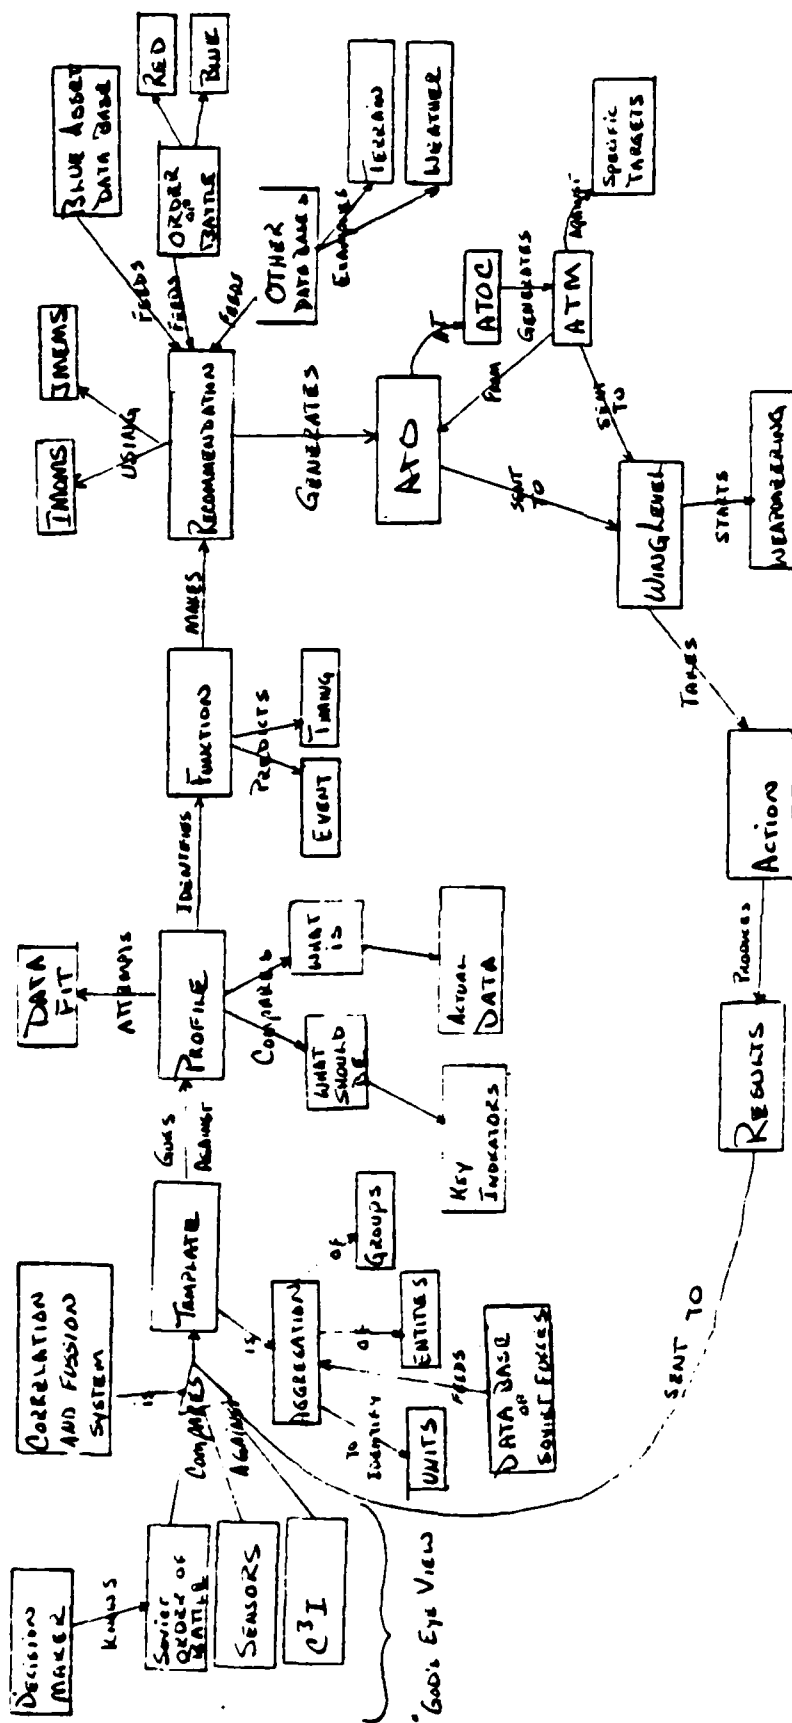 DECISION
MAKER
KNOWS
SOVIET
ORDER OF
BATTLE
SENSORS
C³I
"GOD'S EYE VIEW
CORRELATION
AND FUSSION
SYSTEM
IS
COMPARES
AGAINST
TEMPLATE
IS
AGGREGATION
OF
GROUPS
OF
ENTITIES
TO
IDENTIFY
UNITS
FEEDS
DATA BASE
OF
SOVIET FORCES
GOES
AGAINST
PROFILE
ATTEMPTS
DATA
FIT
COMPARES
WHAT
SHOULD
BE
KEY
INDICATORS
WHAT
IS
ACTUAL
DATA
IDENTIFIES
FUNCTION
PREDICTS
EVENT
TIMING
MAKES
RECOMMENDATION
USING
TMOMS
JMEMS
FEEDS
BLUE ASSET
DATA BASE
FEEDS
ORDER
OF
BATTLE
RED
BLUE
FEEDS
OTHER
DATA BASES
EXAMPLES
TERRAIN
WEATHER
GENERATES
ATO
AT
ATOC
GENERATES
ATM
AGAINST
SPECIFIC
TARGETS
FROM
SENT
TO
SENT
TO
WING LEVEL
STARTS
WEAPONEERING
TAKES
ACTION
PRODUCES
RESULTS
SENT TO